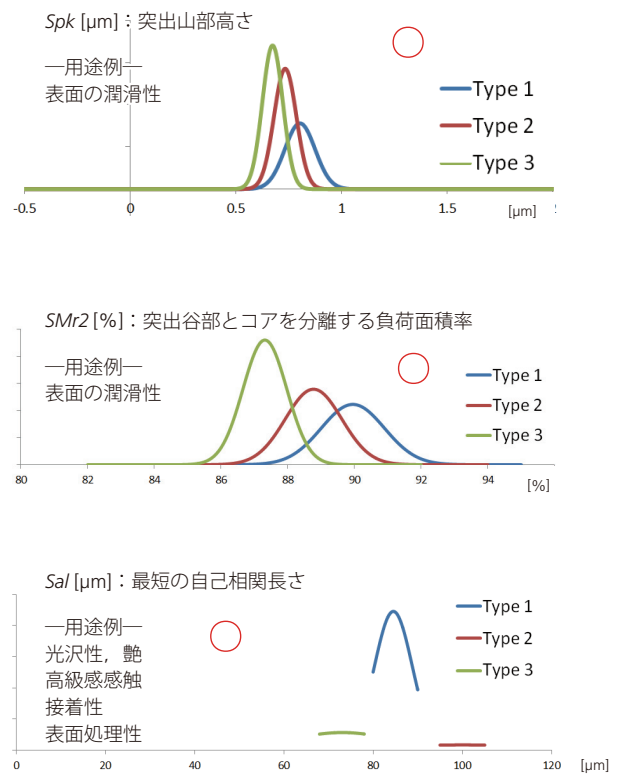 Spk [μm]：突出山部高さ
―用途例―
表面の潤滑性
Type 1
Type 2
Type 3
-0.5 0 0.5 1 1.5
[μm]
SMr2 [%]：突出谷部とコアを分離する負荷面積率
―用途例―
表面の潤滑性
Type 1
Type 2
Type 3
80 82 84 86 88 90 92 94
[%]
Sal [μm]：最短の自己相関長さ
―用途例―
光沢性，艶
高級感感触
接着性
表面処理性
Type 1
Type 2
Type 3
0 20 40 60 80 100 120
[μm]